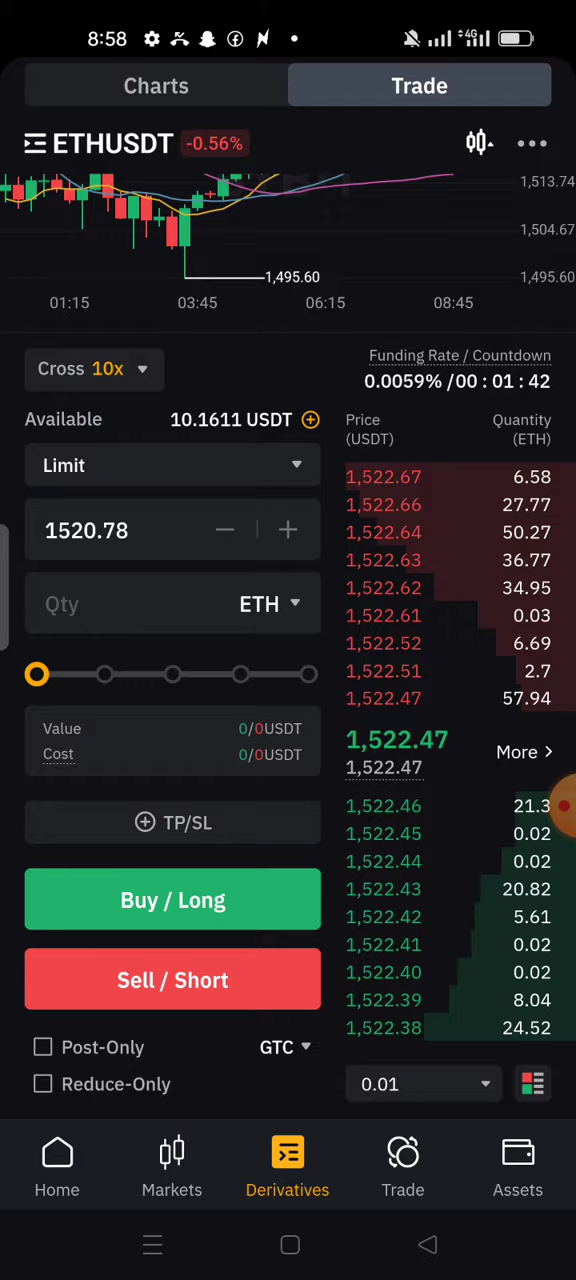 8:58
4G
Charts
Trade
ETHUSDT -0.56%
1,513.74
1,504.67
1,495.60
1,495.60
01:15
03:45
06:15
08:45
Cross 10x
Funding Rate / Countdown
0.0059% /00 : 01 : 42
Available
10.1611 USDT
Price
(USDT)
Quantity
(ETH)
Limit
1520.78
Qty
ETH
Value
0/0USDT
Cost
0/0USDT
TP/SL
Buy / Long
Sell / Short
Post-Only
GTC
Reduce-Only
1,522.67 6.58
1,522.66 27.77
1,522.64 50.27
1,522.63 36.77
1,522.62 34.95
1,522.61 0.03
1,522.52 6.69
1,522.51 2.7
1,522.47 57.94
1,522.47
1,522.47
More
1,522.46 21.3
1,522.45 0.02
1,522.44 0.02
1,522.43 20.82
1,522.42 5.61
1,522.41 0.02
1,522.40 0.02
1,522.39 8.04
1,522.38 24.52
0.01
Home
Markets
Derivatives
Trade
Assets